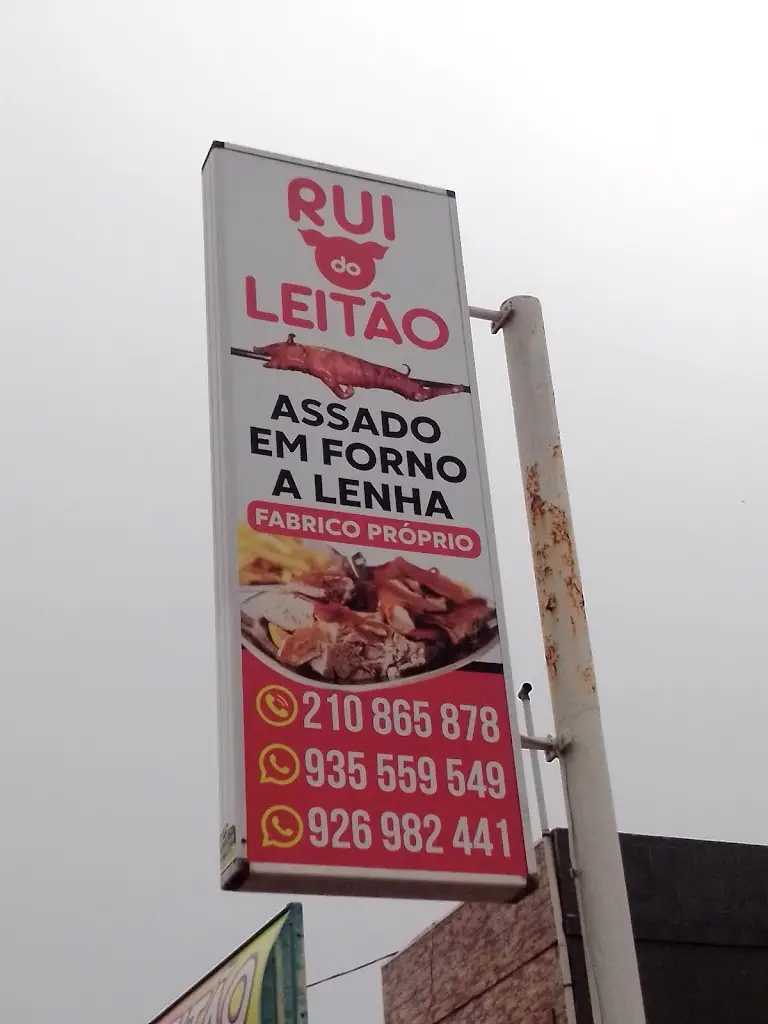 RUI
do
LEITÃO
ASSADO
EM FORNO
A LENHA
FABRICO PRÓPRIO
210 865 878
935 559 549
926 982 441